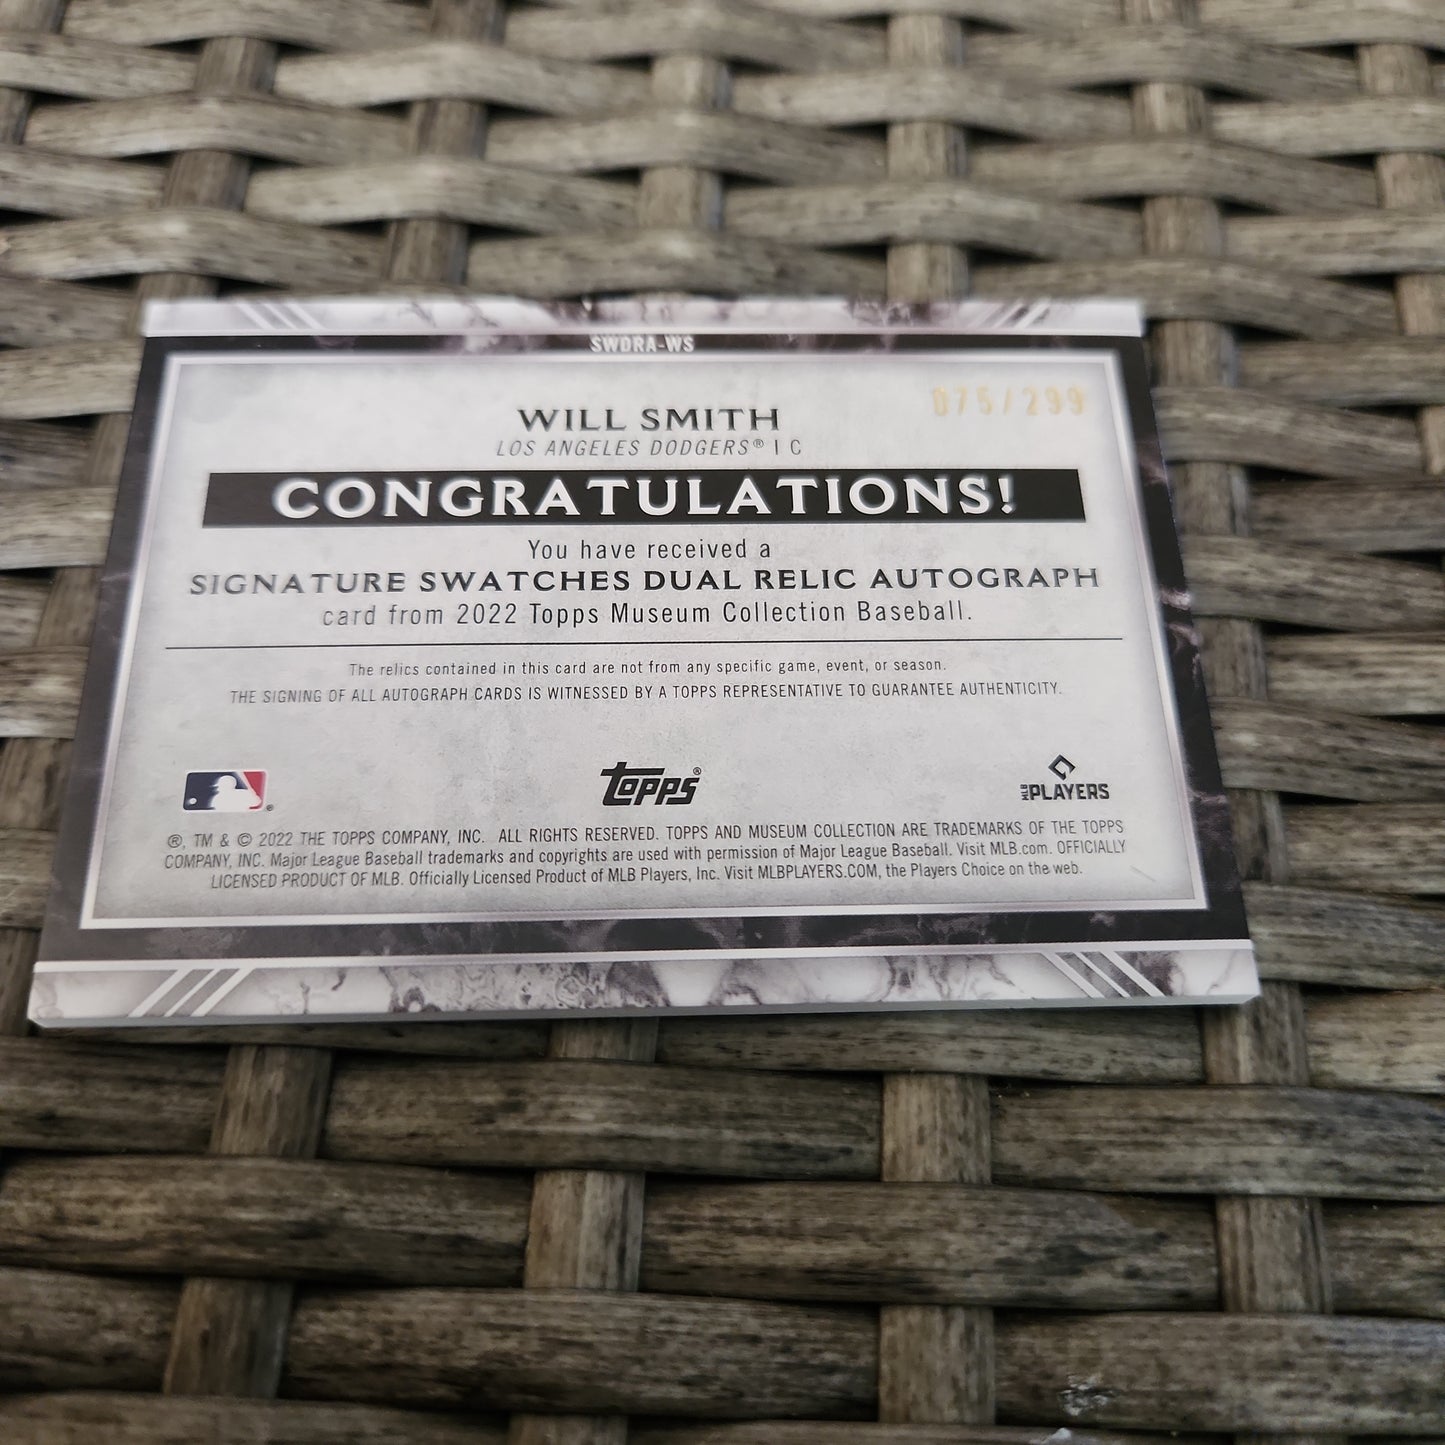 SWDRA-WS
075/299
WILL SMITH
LOS ANGELES DODGERS® | C
CONGRATULATIONS!
You have received a
SIGNATURE SWATCHES DUAL RELIC AUTOGRAPH
card from 2022 Topps Museum Collection Baseball.
The relics contained in this card are not from any specific game, event, or season.
THE SIGNING OF ALL AUTOGRAPH CARDS IS WITNESSED BY A TOPPS REPRESENTATIVE TO GUARANTEE AUTHENTICITY.
®
topps®
MLB PLAYERS
®, TM & © 2022 THE TOPPS COMPANY, INC. ALL RIGHTS RESERVED. TOPPS AND MUSEUM COLLECTION ARE TRADEMARKS OF THE TOPPS
COMPANY, INC. Major League Baseball trademarks and copyrights are used with permission of Major League Baseball. Visit MLB.com. OFFICIALLY
LICENSED PRODUCT OF MLB. Officially Licensed Product of MLB Players, Inc. Visit MLBPLAYERS.COM, the Players Choice on the web.